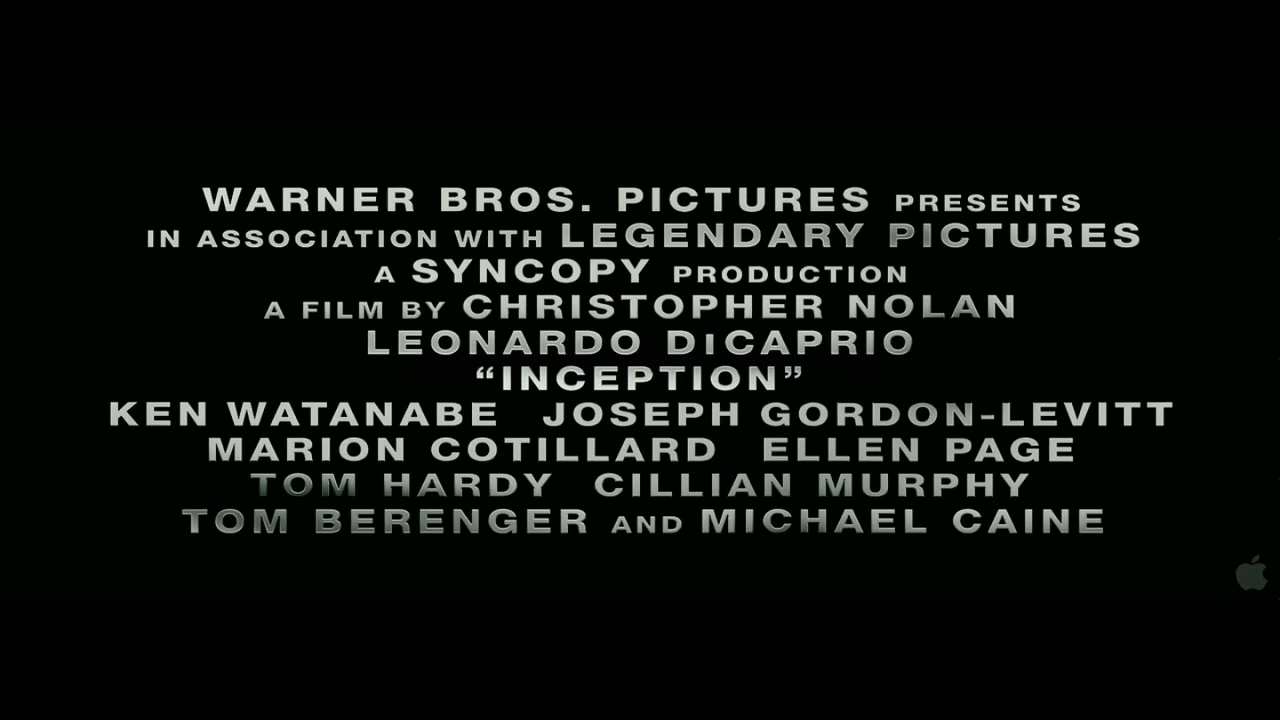 WARNER BROS. PICTURES PRESENTS
IN ASSOCIATION WITH LEGENDARY PICTURES
A SYNCOPY PRODUCTION
A FILM BY CHRISTOPHER NOLAN
LEONARDO DiCAPRIO
“INCEPTION”
KEN WATANABE JOSEPH GORDON-LEVITT
MARION COTILLARD ELLEN PAGE
TOM HARDY CILLIAN MURPHY
TOM BERENGER AND MICHAEL CAINE